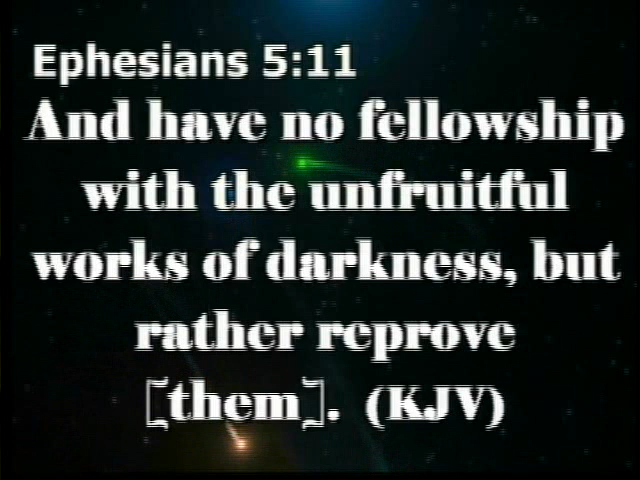 Ephesians 5:11
And have no fellowship
with the unfruitful
works of darkness, but
rather reprove
[them]. (KJV)